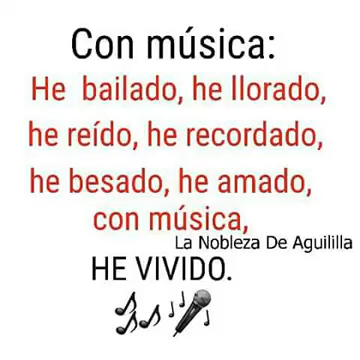 Con música:
He bailado, he llorado,
he reído, he recordado,
he besado, he amado,
con música,
La Nobleza De Aguililla
HE VIVIDO.